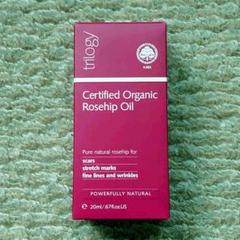 trilogy
Certified Organic
Rosehip Oil
Pure natural rosehip for
scars
stretch marks
fine lines and wrinkles
POWERFULLY NATURAL
e 20ml/.67fl.oz.US